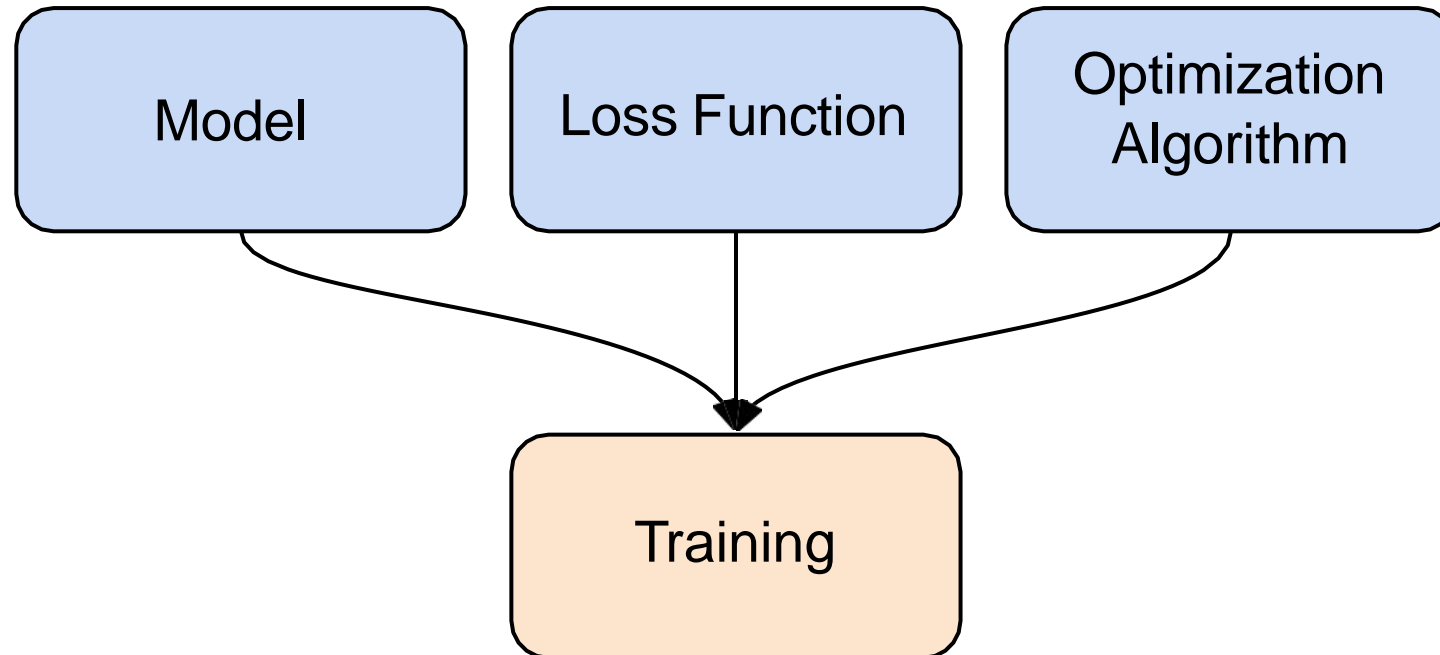 Model
Loss Function
Optimization
Algorithm
Training